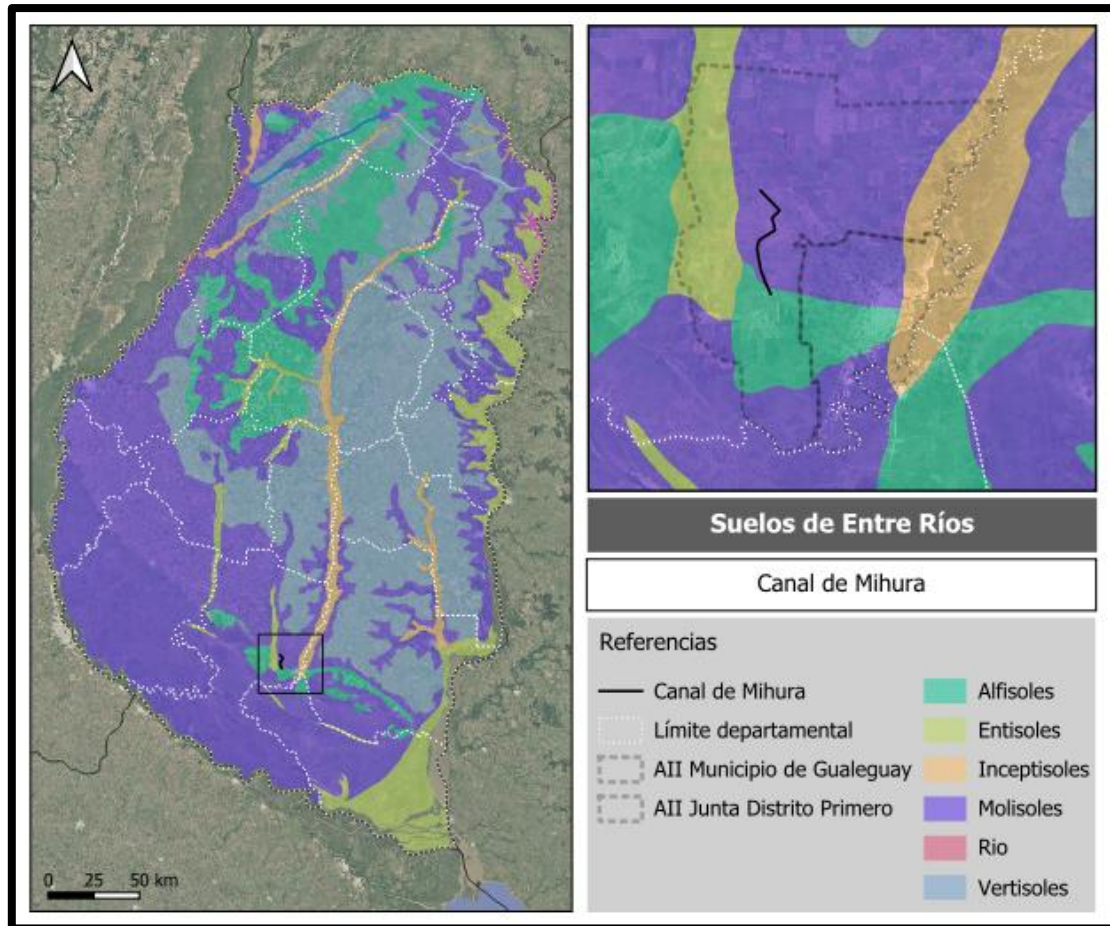 0 25 50 km
Suelos de Entre Ríos
Canal de Mihura
Referencias
Canal de Mihura
Límite departamental
AII Municipio de Gualeguay
AII Junta Distrito Primero
Alfisoles
Entisoles
Inceptisoles
Molisoles
Rio
Vertisoles